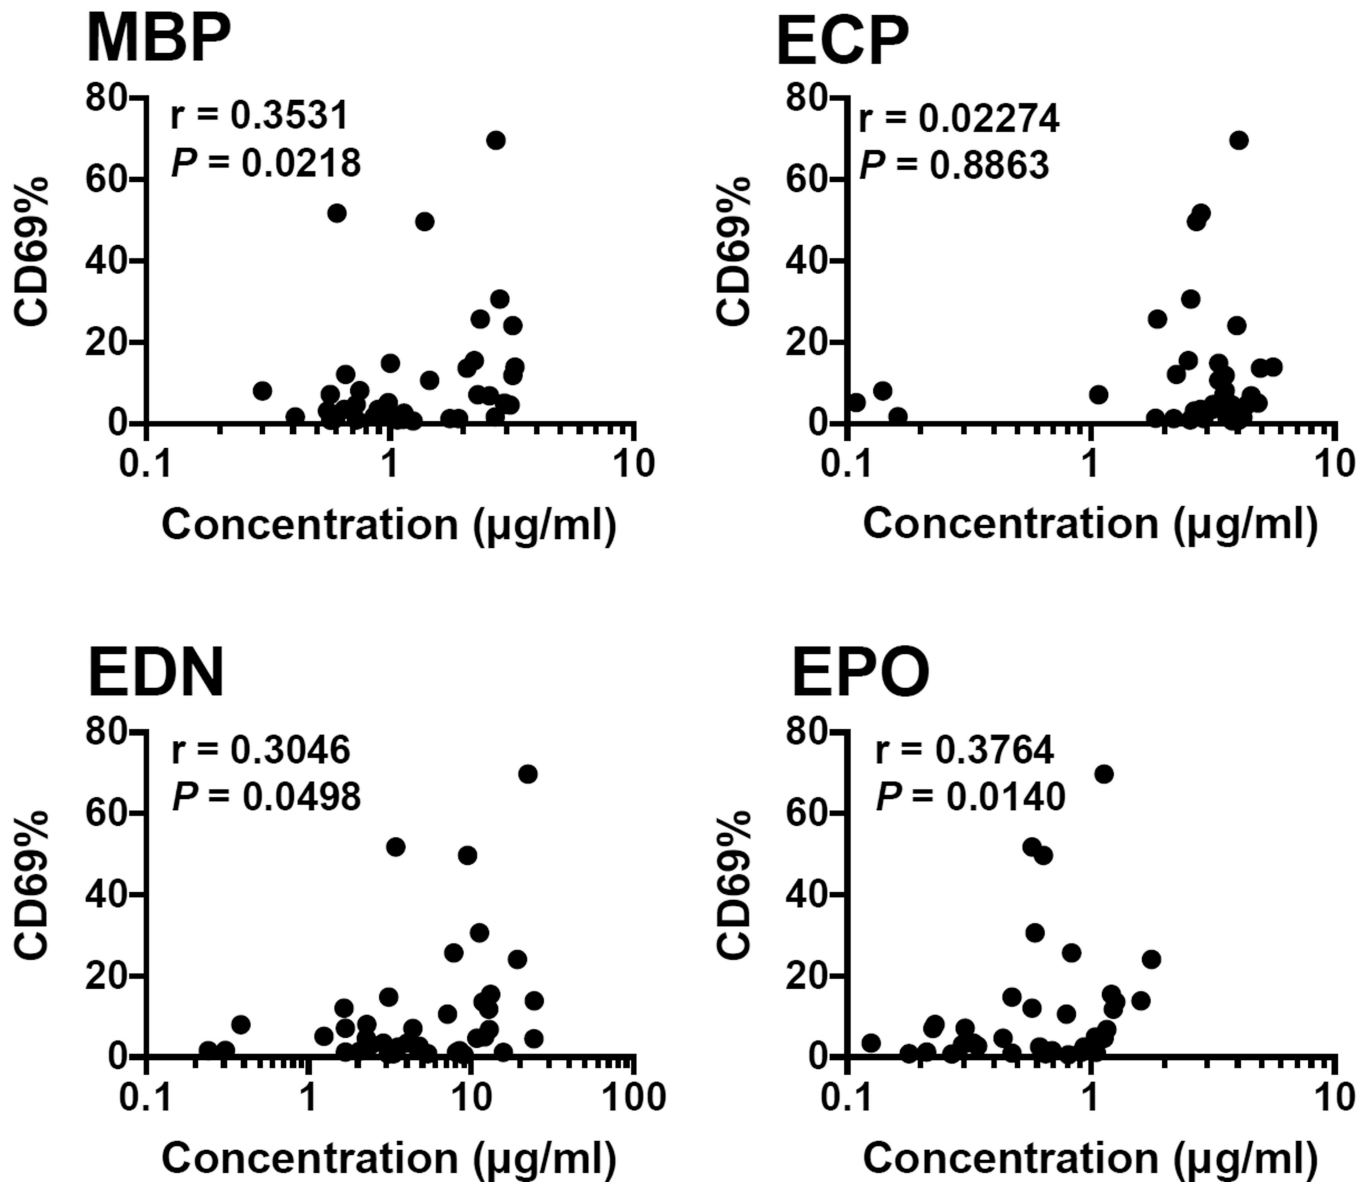 MBP
r = 0.3531
P = 0.0218
CD69%
80
60
40
20
0
0.1 1 10
Concentration (µg/ml)
ECP
r = 0.02274
P = 0.8863
CD69%
80
60
40
20
0
0.1 1 10
Concentration (µg/ml)
EDN
r = 0.3046
P = 0.0498
CD69%
80
60
40
20
0
0.1 1 10 100
Concentration (µg/ml)
EPO
r = 0.3764
P = 0.0140
CD69%
80
60
40
20
0
0.1 1 10
Concentration (µg/ml)